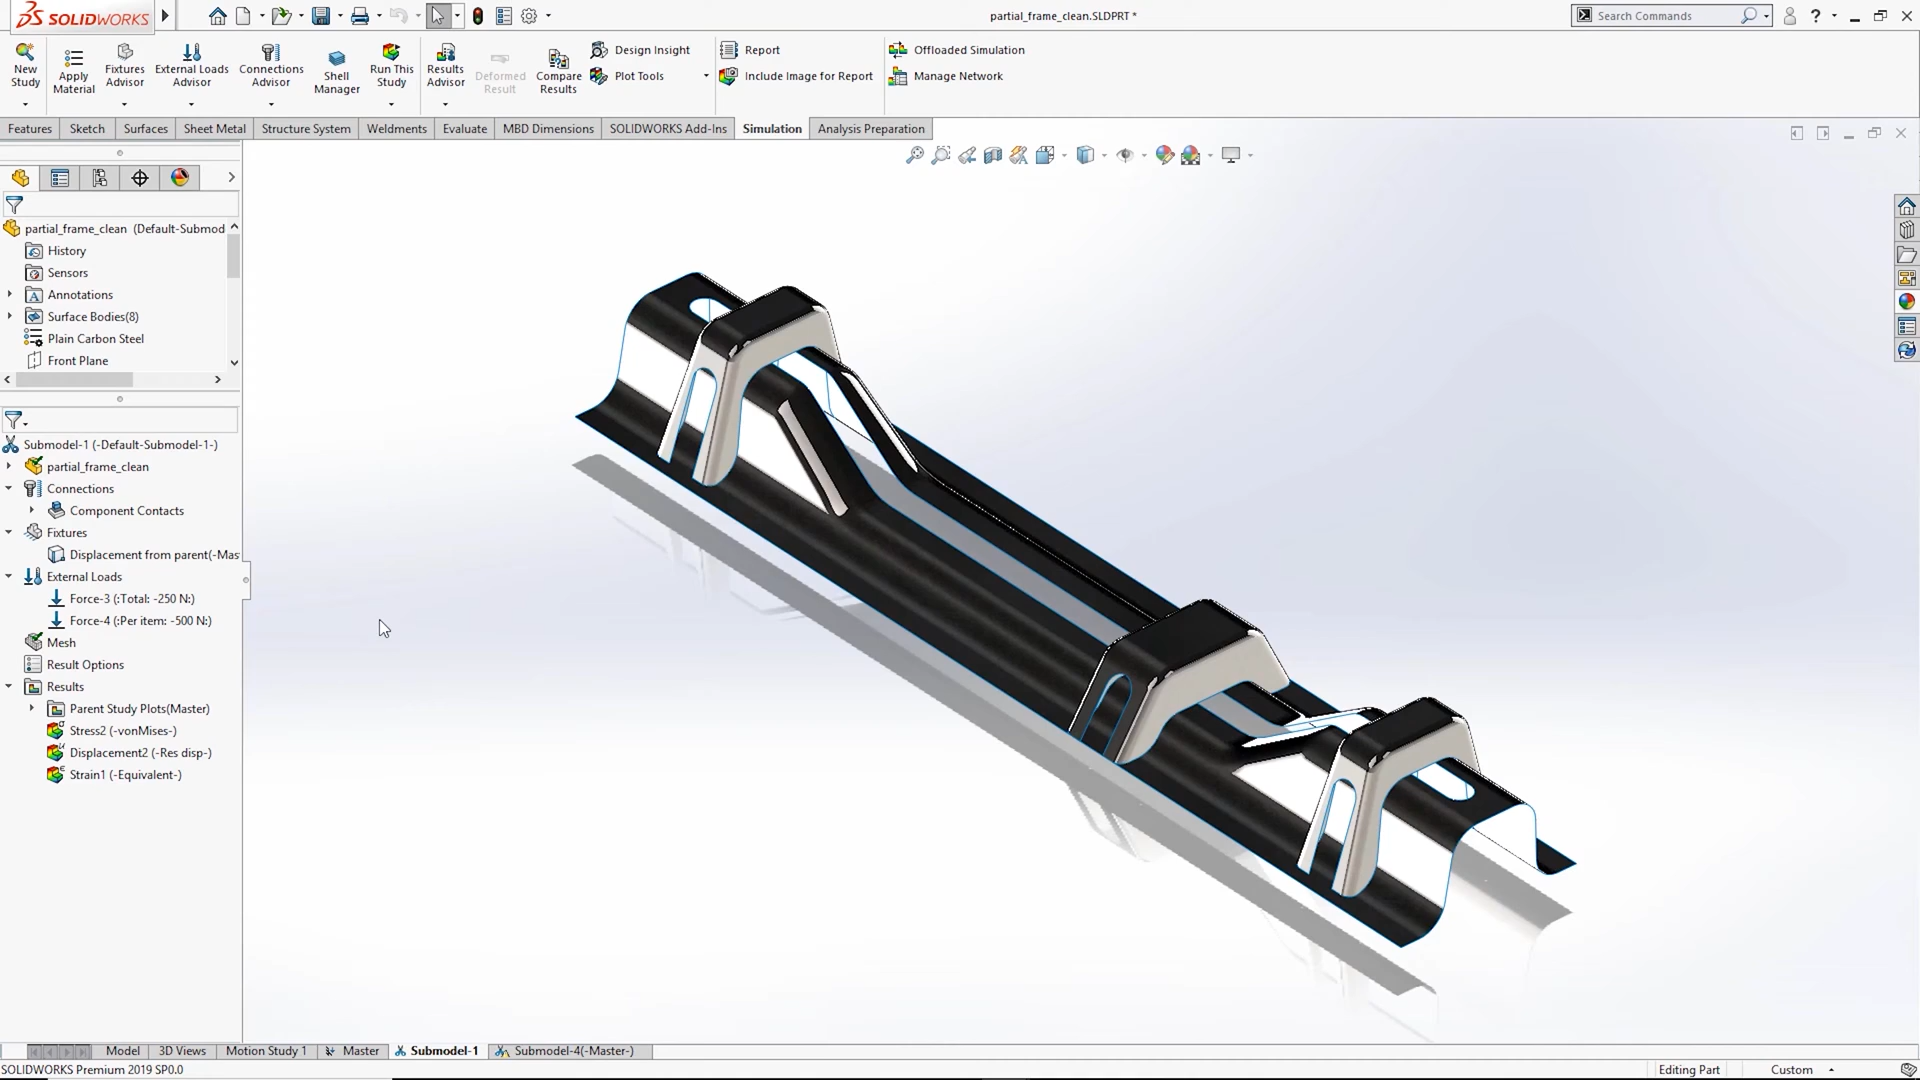 SOLIDWORKS
partial_frame_clean.SLDPRT *
Search Commands
New Study
Apply Material
Fixtures Advisor
External Loads Advisor
Connections Advisor
Shell Manager
Run This Study
Results Advisor
Deformed Result
Compare Results
Design Insight
Plot Tools
Report
Include Image for Report
Offloaded Simulation
Manage Network
Features
Sketch
Surfaces
Sheet Metal
Structure System
Weldments
Evaluate
MBD Dimensions
SOLIDWORKS Add-Ins
Simulation
Analysis Preparation
partial_frame_clean (Default-Submod
History
Sensors
Annotations
Surface Bodies(8)
Plain Carbon Steel
Front Plane
Submodel-1 (-Default-Submodel-1-)
partial_frame_clean
Connections
Component Contacts
Fixtures
Displacement from parent(-Mas
External Loads
Force-3 (:Total: -250 N:)
Force-4 (:Per item: -500 N:)
Mesh
Result Options
Results
Parent Study Plots(Master)
Stress2 (-vonMises-)
Displacement2 (-Res disp-)
Strain1 (-Equivalent-)
Model
3D Views
Motion Study 1
Master
Submodel-1
Submodel-4(-Master-)
SOLIDWORKS Premium 2019 SP0.0
Editing Part
Custom